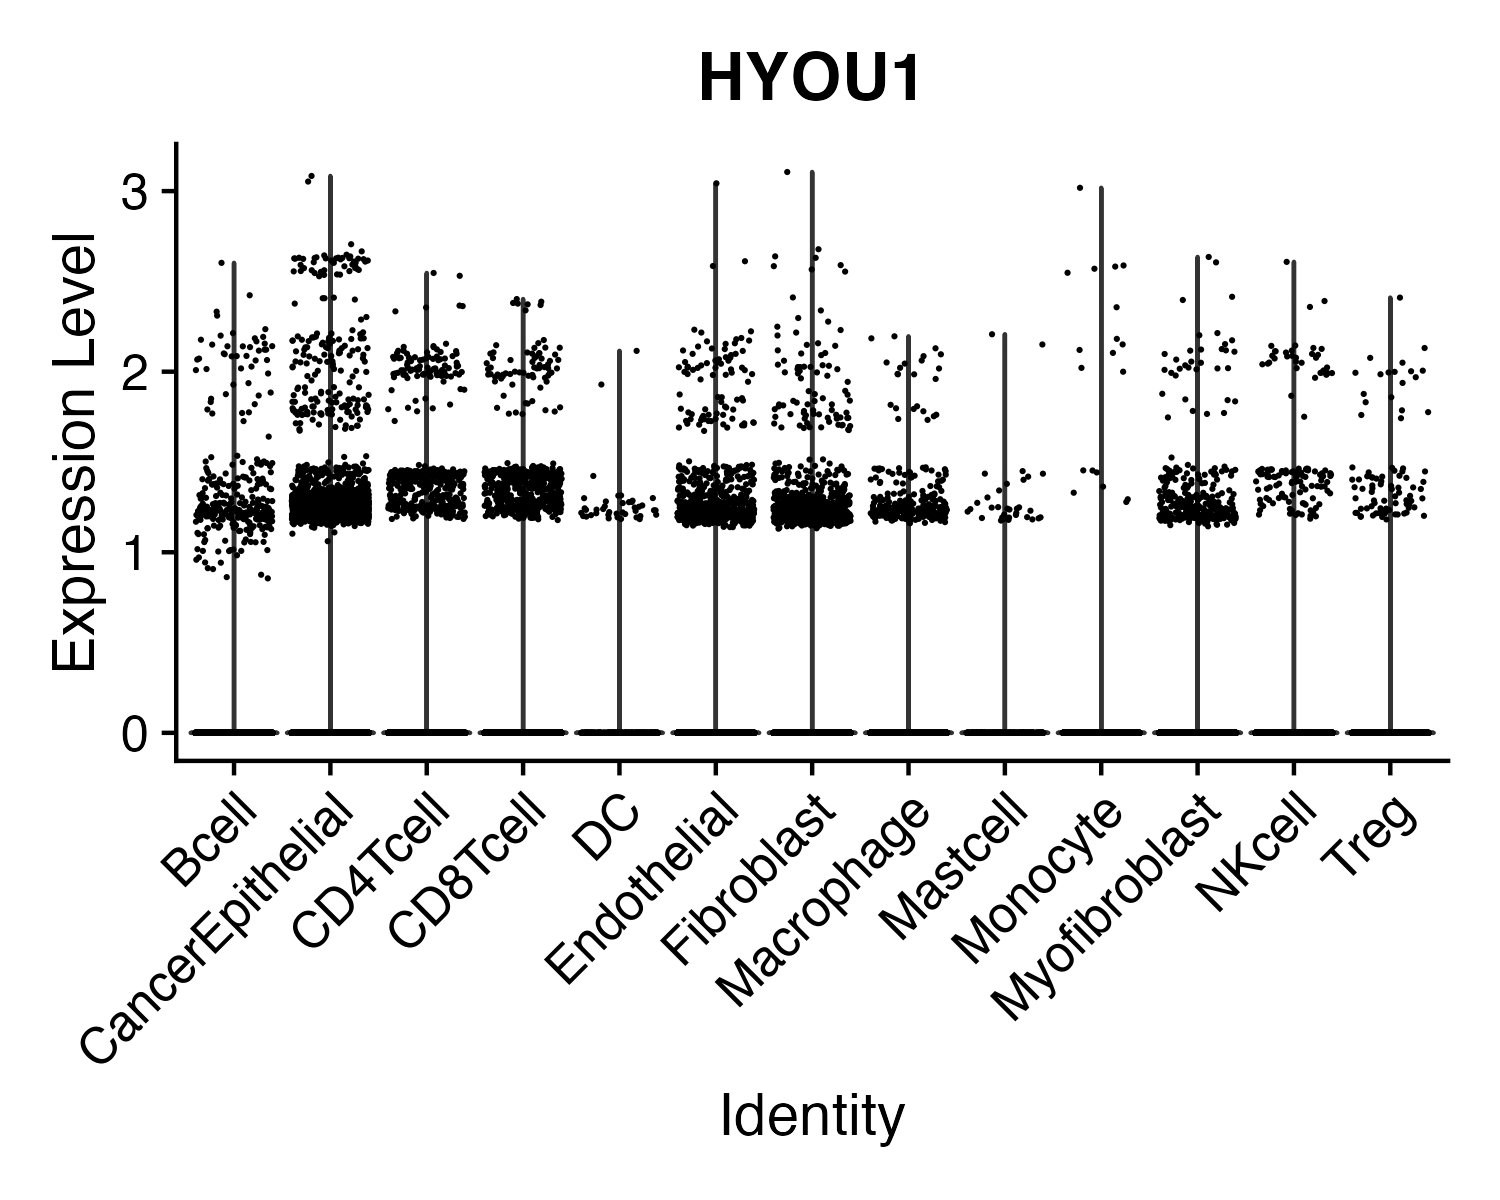 HYOU1
Expression Level
3
2
1
0
Bcell
CancerEpithelial
CD4Tcell
CD8Tcell
DC
Endothelial
Fibroblast
Macrophage
Mastcell
Monocyte
Myofibroblast
NKcell
Treg
Identity